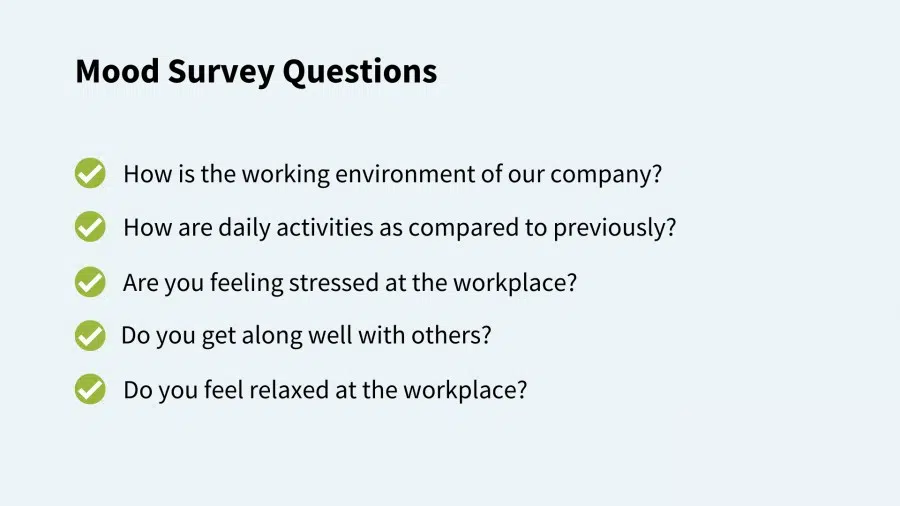 Mood Survey Questions
How is the working environment of our company?
How are daily activities as compared to previously?
Are you feeling stressed at the workplace?
Do you get along well with others?
Do you feel relaxed at the workplace?